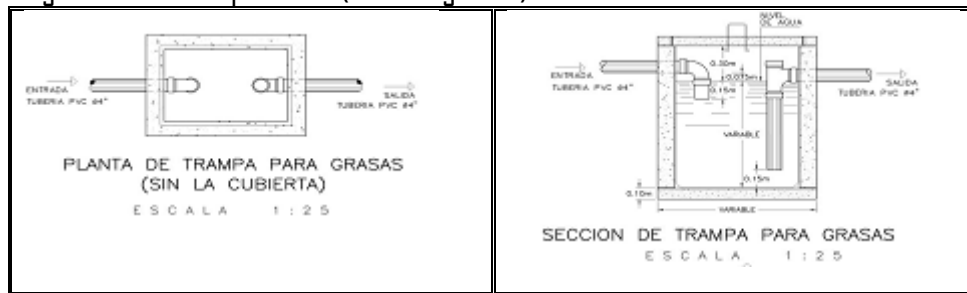 ENTRADA
TUBERIA PVC ø4"
SALIDA
TUBERIA PVC ø4"
PLANTA DE TRAMPA PARA GRASAS
(SIN LA CUBIERTA)
ESCALA 1:25
NIVEL
DE AGUA
0.30m
0.075m
0.15m
ENTRADA
TUBERIA PVC ø4"
SALIDA
TUBERIA PVC ø4"
VARIABLE
0.15m
0.10m
VARIABLE
SECCION DE TRAMPA PARA GRASAS
ESCALA 1:25